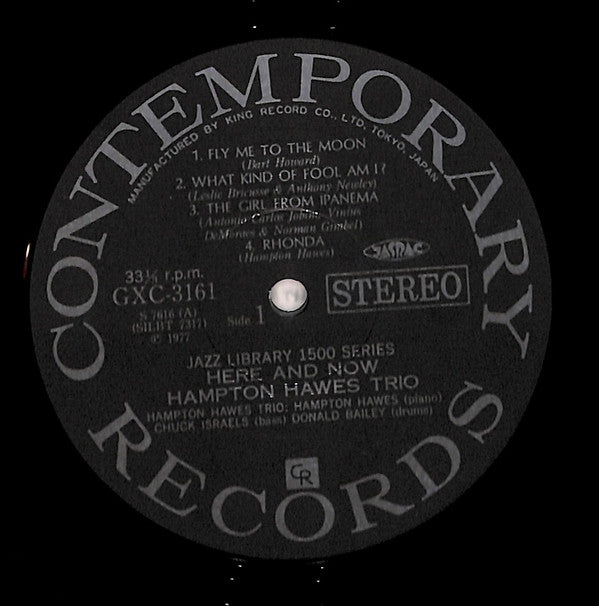 CONTEMPORARY RECORDS
MANUFACTURED BY KING RECORD CO., LTD. TOKYO, JAPAN
1. FLY ME TO THE MOON
(Bart Howard)
2. WHAT KIND OF FOOL AM I?
(Leslie Bricusse & Anthony Newley)
3. THE GIRL FROM IPANEMA
(Antonio Carlos Jobim, Vinius
DeMoraes & Norman Gimbel)
4. RHONDA
(Hampton Hawes)
JASRAC
33⅓ r.p.m.
GXC-3161
STEREO
S 7616 (A)
(SILBT 7317)
℗ 1977
Side 1
JAZZ LIBRARY 1500 SERIES
HERE AND NOW
HAMPTON HAWES TRIO
HAMPTON HAWES TRIO: HAMPTON HAWES (piano)
CHUCK ISRAELS (bass) DONALD BAILEY (drums)
CR